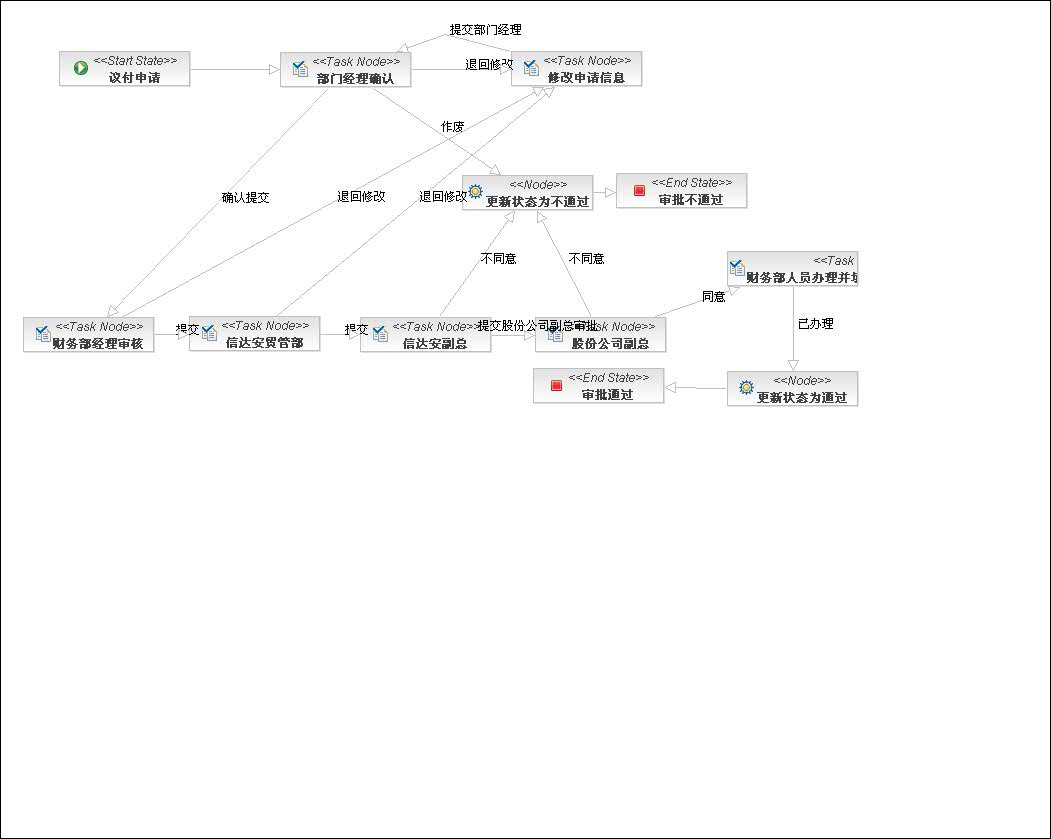 提交部门经理
<<Start State>>
议付申请
<<Task Node>>
部门经理确认
退回修改
<<Task Node>>
修改申请信息
作废
确认提交
退回修改
退回修改
<<Node>>
更新状态为不通过
<<End State>>
审批不通过
不同意
不同意
<<Task
财务部人员办理并
同意
已办理
<<Task Node>>
财务部经理审核
提交
<<Task Node>>
信达安贸管部
提交
<<Task Node>>
信达安副总
提交股份公司副总审批
Task Node>>
股份公司副总
<<End State>>
审批通过
<<Node>>
更新状态为通过